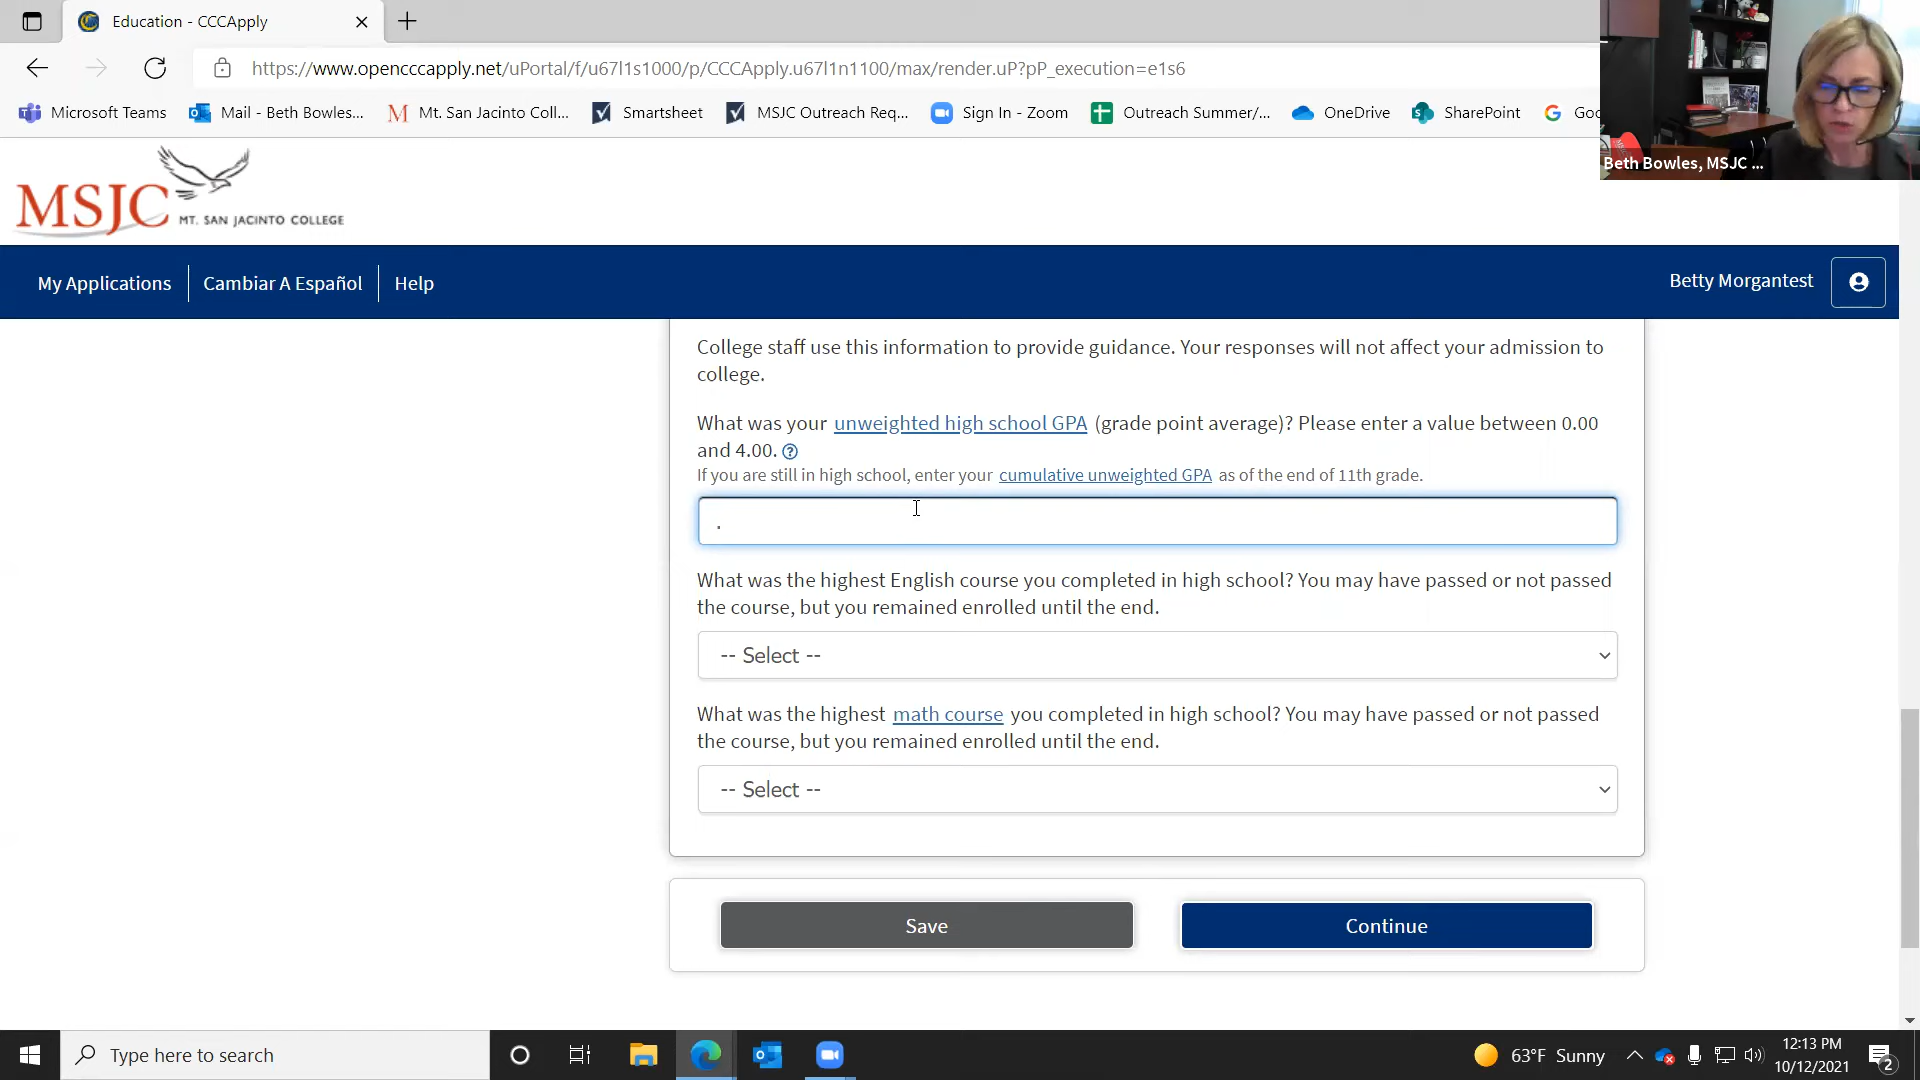 Education - CCCApply
https://www.opencccapply.net/uPortal/f/u67l1s1000/p/CCCApply.u67l1n1100/max/render.uP?pP_execution=e1s6
Microsoft Teams Mail - Beth Bowles... Mt. San Jacinto Coll... Smartsheet MSJC Outreach Req... Sign In - Zoom Outreach Summer/... OneDrive SharePoint Goo
Beth Bowles, MSJC ...
MSJC MT. SAN JACINTO COLLEGE
My Applications Cambiar A Español Help Betty Morgantest
College staff use this information to provide guidance. Your responses will not affect your admission to
college.
What was your unweighted high school GPA (grade point average)? Please enter a value between 0.00
and 4.00. ?
If you are still in high school, enter your cumulative unweighted GPA as of the end of 11th grade.
.
What was the highest English course you completed in high school? You may have passed or not passed
the course, but you remained enrolled until the end.
-- Select --
What was the highest math course you completed in high school? You may have passed or not passed
the course, but you remained enrolled until the end.
-- Select --
Save Continue
Type here to search 63°F Sunny 12:13 PM
10/12/2021 2